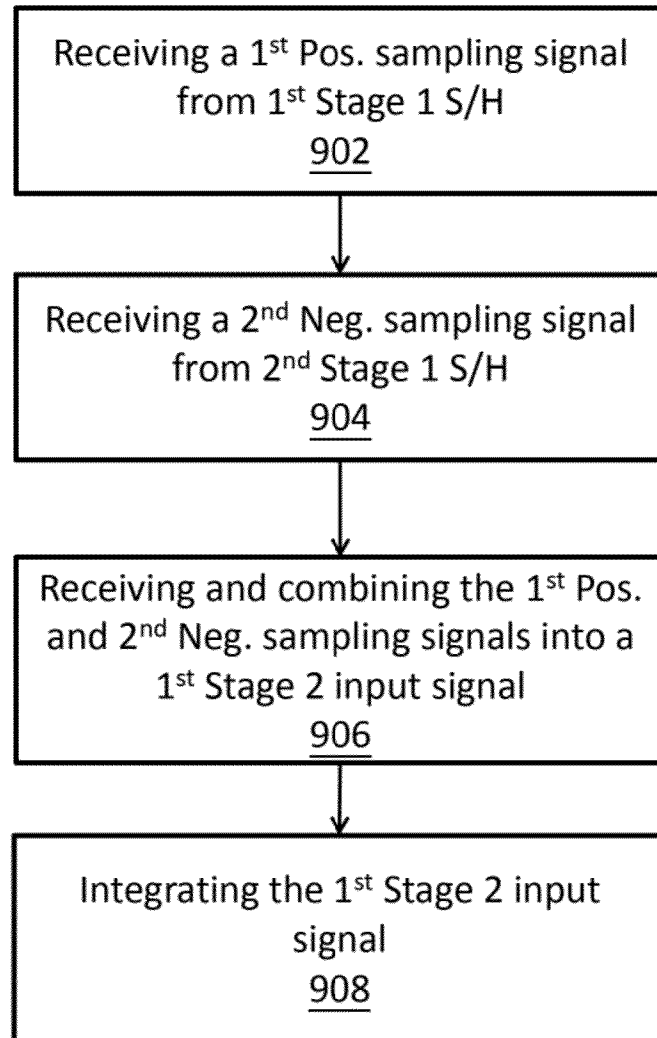 Receiving a 1st Pos. sampling signal
from 1st Stage 1 S/H
902
Receiving a 2nd Neg. sampling signal
from 2nd Stage 1 S/H
904
Receiving and combining the 1st Pos.
and 2nd Neg. sampling signals into a
1st Stage 2 input signal
906
Integrating the 1st Stage 2 input
signal
908